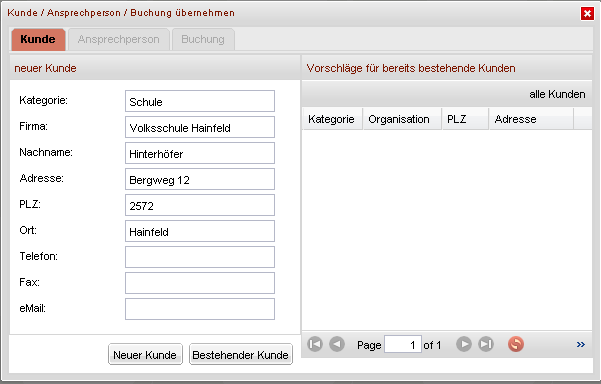 Kunde / Ansprechperson / Buchung übernehmen
Kunde Ansprechperson Buchung
neuer Kunde
Kategorie: Schule
Firma: Volksschule Hainfeld
Nachname: Hinterhöfer
Adresse: Bergweg 12
PLZ: 2572
Ort: Hainfeld
Telefon:
Fax:
eMail:
Neuer Kunde Bestehender Kunde
Vorschläge für bereits bestehende Kunden
alle Kunden
Kategorie Organisation PLZ Adresse
Page 1 of 1 »